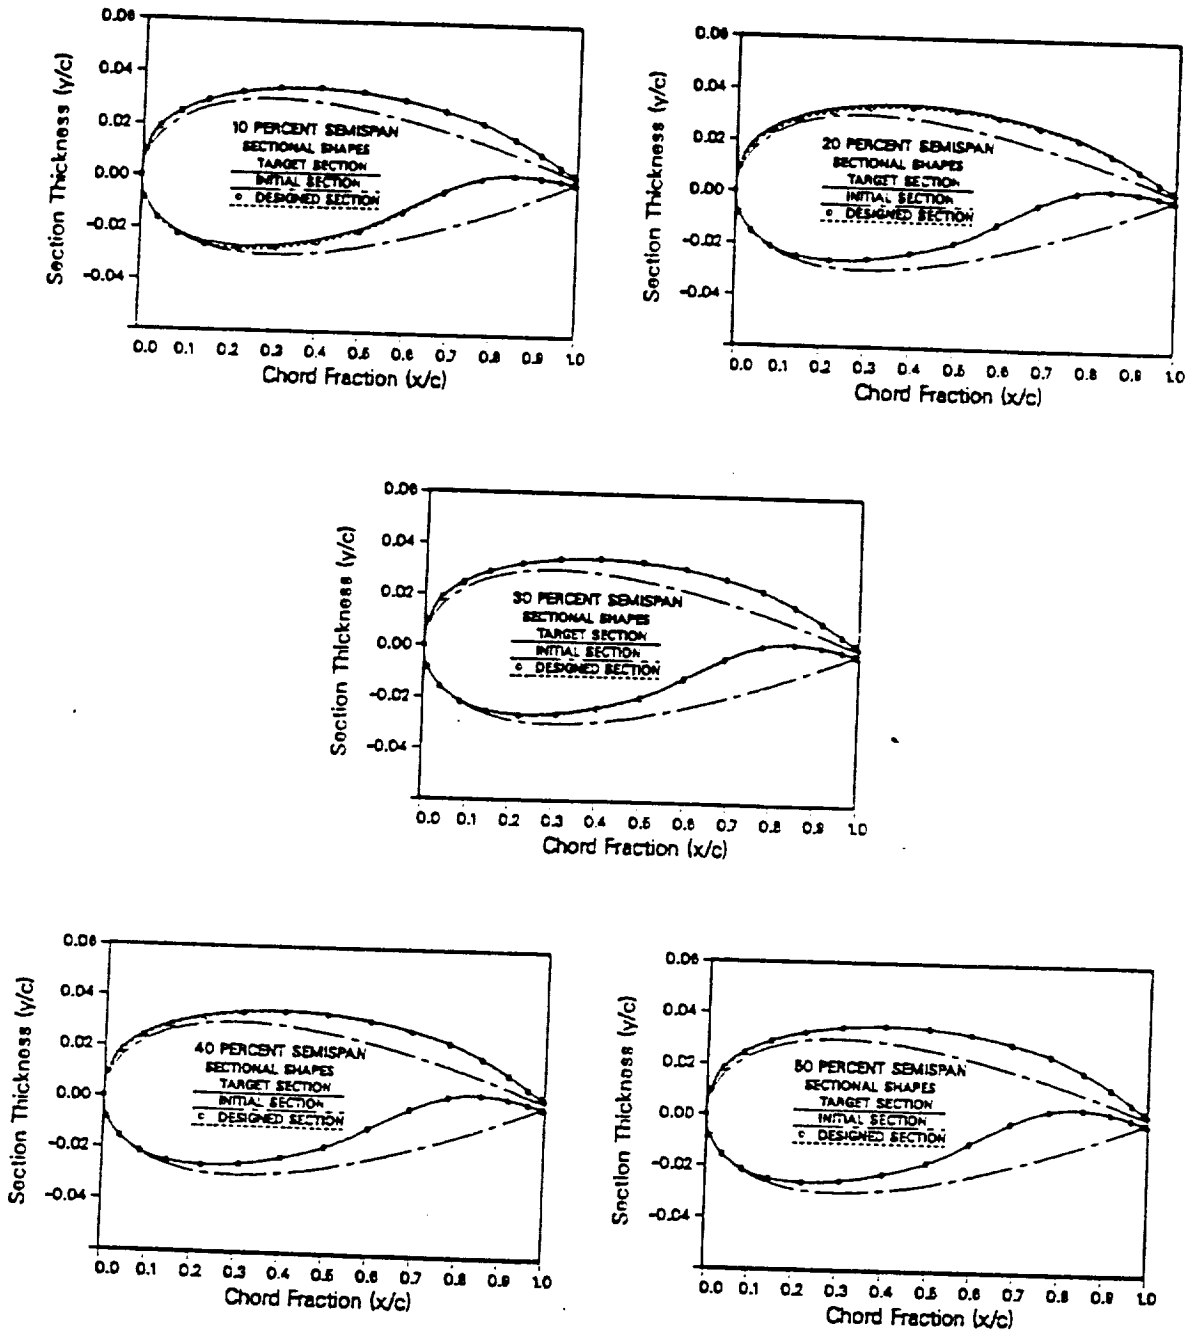 0.06
0.04
0.02
0.00
-0.02
-0.04
Section Thickness (y/c)
10 PERCENT SEMISPAN
SECTIONAL SHAPES
TARGET SECTION
INITIAL SECTION
c DESIGNED SECTION
0.0 0.1 0.2 0.3 0.4 0.5 0.6 0.7 0.8 0.9 1.0
Chord Fraction (x/c)
0.06
0.04
0.02
0.00
-0.02
-0.04
Section Thickness (y/c)
20 PERCENT SEMISPAN
SECTIONAL SHAPES
TARGET SECTION
INITIAL SECTION
c DESIGNED SECTION
0.0 0.1 0.2 0.3 0.4 0.5 0.6 0.7 0.8 0.9 1.0
Chord Fraction (x/c)
0.06
0.04
0.02
0.00
-0.02
-0.04
Section Thickness (y/c)
30 PERCENT SEMISPAN
SECTIONAL SHAPES
TARGET SECTION
INITIAL SECTION
c DESIGNED SECTION
0.0 0.1 0.2 0.3 0.4 0.5 0.6 0.7 0.8 0.9 1.0
Chord Fraction (x/c)
0.06
0.04
0.02
0.00
-0.02
-0.04
Section Thickness (y/c)
40 PERCENT SEMISPAN
SECTIONAL SHAPES
TARGET SECTION
INITIAL SECTION
c DESIGNED SECTION
0.0 0.1 0.2 0.3 0.4 0.5 0.6 0.7 0.8 0.9 1.0
Chord Fraction (x/c)
0.06
0.04
0.02
0.00
-0.02
-0.04
Section Thickness (y/c)
50 PERCENT SEMISPAN
SECTIONAL SHAPES
TARGET SECTION
INITIAL SECTION
c DESIGNED SECTION
0.0 0.1 0.2 0.3 0.4 0.5 0.6 0.7 0.8 0.9 1.0
Chord Fraction (x/c)